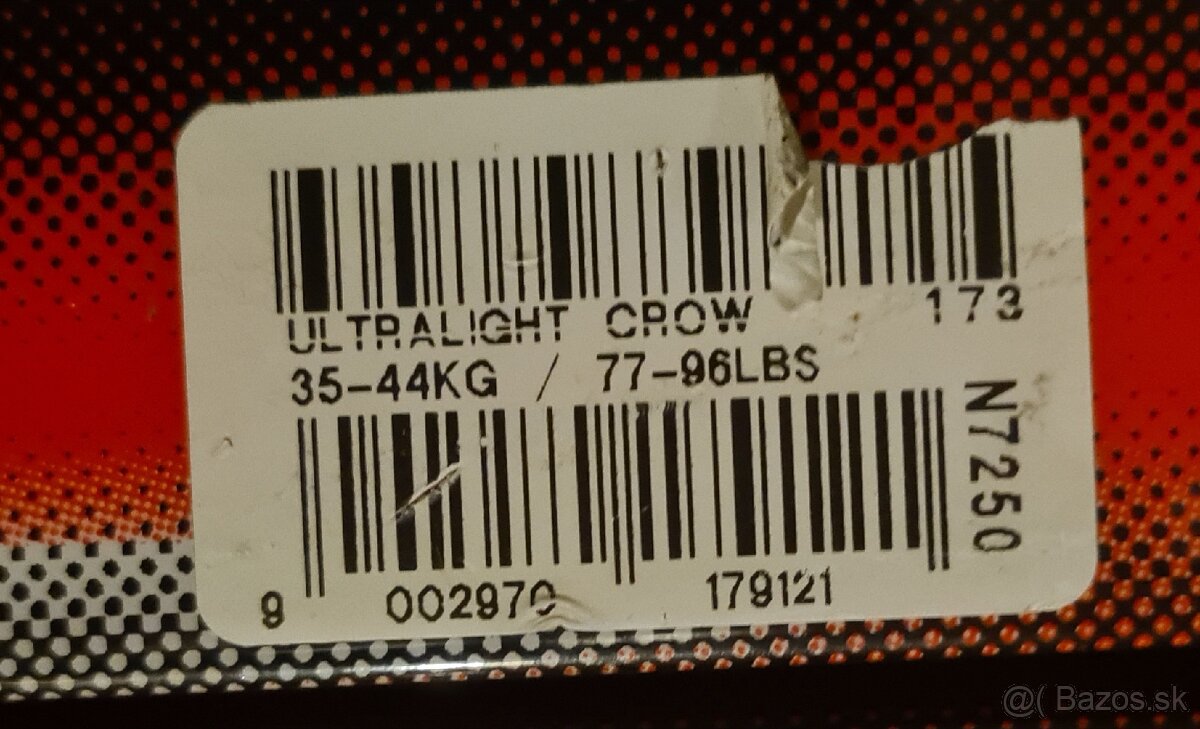 ULTRALIGHT CROW 173
35-44KG / 77-96LBS
N7250
9 002970 179121
@( Bazos.sk